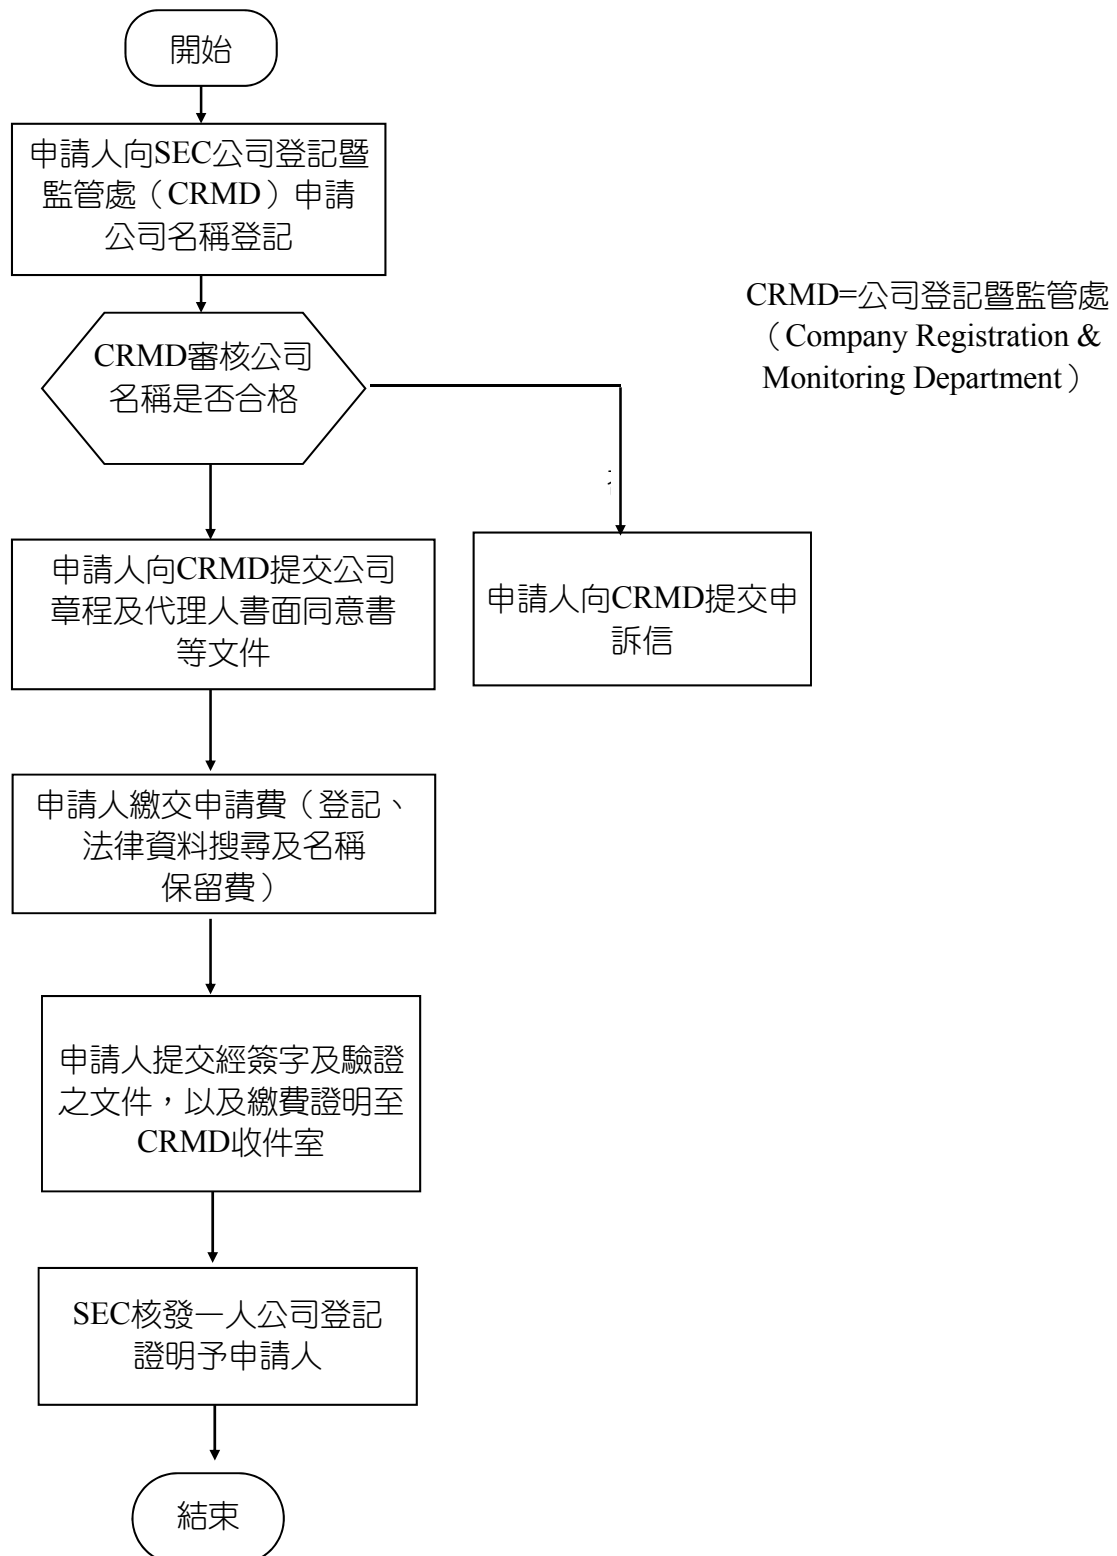 開始
申請人向SEC公司登記暨
監管處（CRMD）申請
公司名稱登記
CRMD=公司登記暨監管處
（Company Registration &
Monitoring Department）
CRMD審核公司
名稱是否合格
申請人向CRMD提交公司
章程及代理人書面同意書
等文件
申請人向CRMD提交申
訴信
申請人繳交申請費（登記、
法律資料搜尋及名稱
保留費）
申請人提交經簽字及驗證
之文件，以及繳費證明至
CRMD收件室
SEC核發一人公司登記
證明予申請人
結束